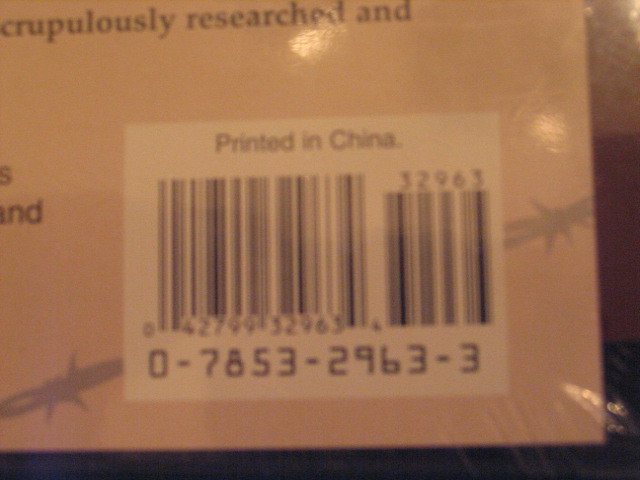 crupulously researched and
Printed in China.
s
and
32963
0 42799 32963 4
0-7853-2963-3